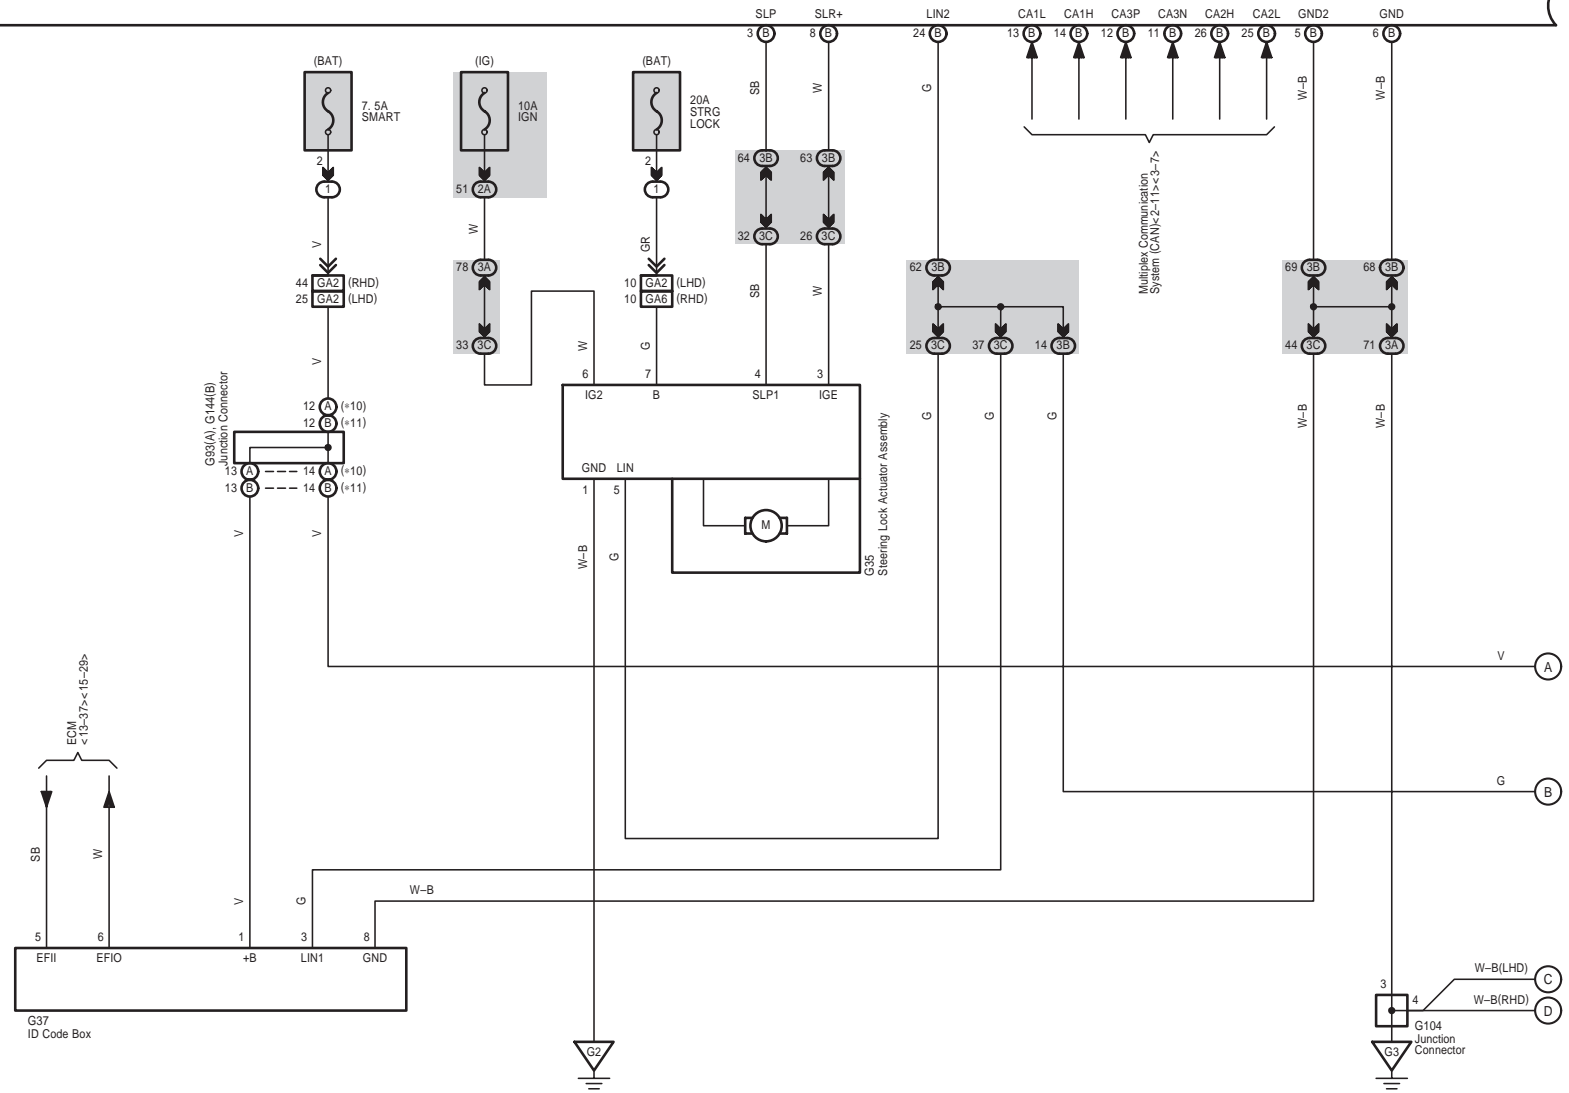 SLP SLR+ LIN2 CA1L CA1H CA3P CA3N CA2H CA2L GND2 GND
3 B 8 B 24 B 13 B 14 B 12 B 11 B 26 B 25 B 5 B 6 B
(BAT) (IG) (BAT)
7. 5A
SMART
10A
IGN
20A
STRG
LOCK
SB W G W–B W–B
2 2
1 51 2A 1
64 3B 63 3B
32 3C 26 3C
Multiplex Communication
System (CAN)<2–11><3–7>
V W GR
44 GA2 (RHD)
25 GA2 (LHD)
78 3A
33 3C
10 GA2 (LHD)
10 GA6 (RHD)
SB W
62 3B 69 3B 68 3B
25 3C 37 3C 14 3B 44 3C 71 3A
V W G
6 7 4 3
IG2 B SLP1 IGE
G93(A), G144(B)
Junction Connector
12 A (*10)
12 B (*11)
13 A 14 A (*10)
13 B 14 B (*11)
G G G W–B W–B
GND LIN
1 5
M
G35
Steering Lock Actuator Assembly
V V W–B G
V A
ECM
<13–37><15–29>
G B
SB W V G W–B
5 6 1 3 8
EFII EFIO +B LIN1 GND
G37
ID Code Box
G2
3 4
W–B(LHD) C
W–B(RHD) D
G104
Junction
Connector
G3